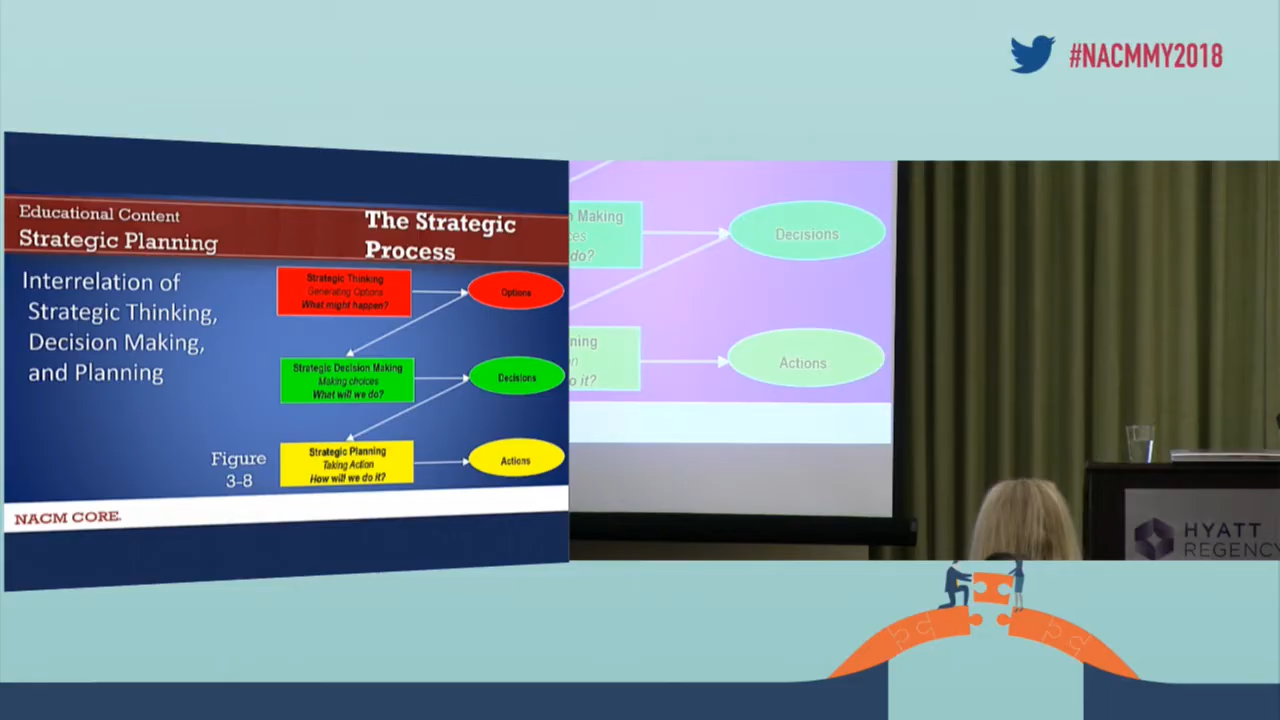 #NACMMY2018
Educational Content
Strategic Planning
The Strategic
Process
Interrelation of
Strategic Thinking,
Decision Making,
and Planning
Strategic Thinking
Generating Options
What might happen?
Options
Strategic Decision Making
Making choices
What will we do?
Decisions
Strategic Planning
Taking Action
How will we do it?
Actions
Figure
3-8
NACM CORE.
Making
ces
do?
Decisions
ning
on
o it?
Actions
HYATT
REGENCY